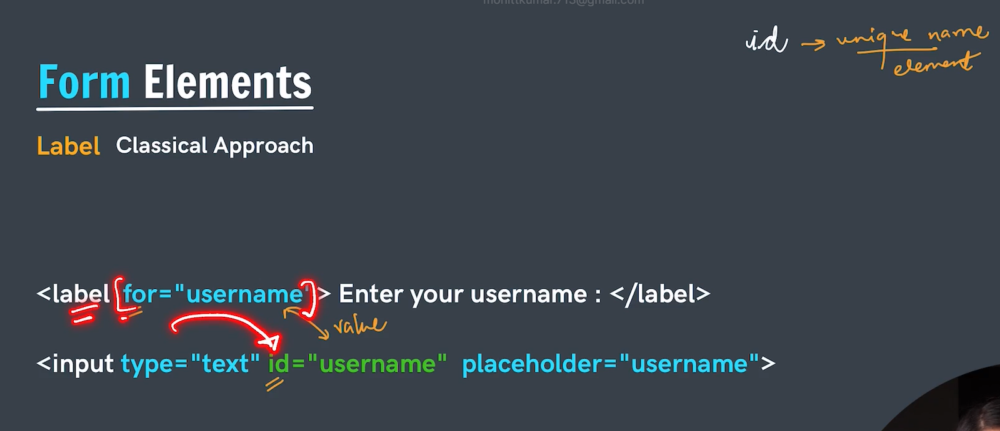 mohittkumar.713@gmail.com
id → unique name
element
Form Elements
Label Classical Approach
<label for="username"> Enter your username : </label>
value
<input type="text" id="username" placeholder="username">